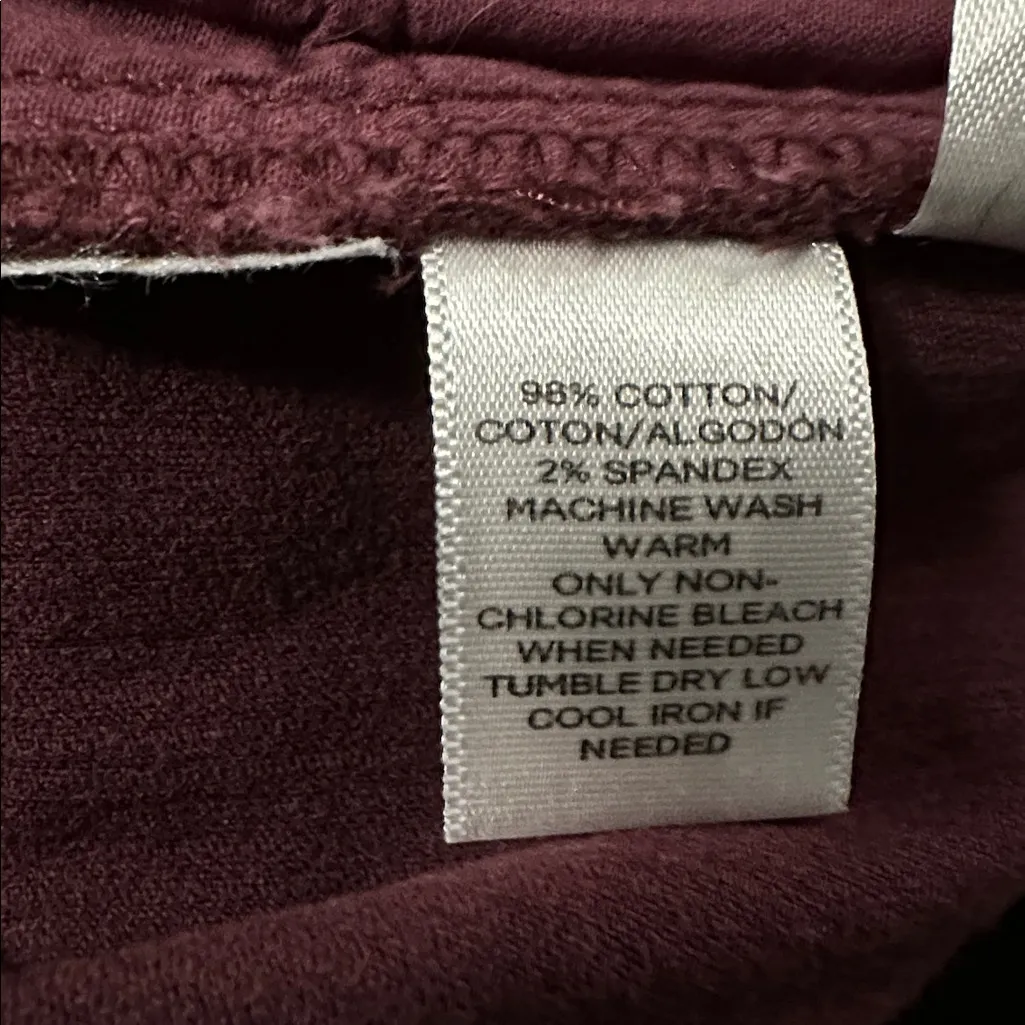 98% COTTON/
COTON/ALGODÓN
2% SPANDEX
MACHINE WASH
WARM
ONLY NON-
CHLORINE BLEACH
WHEN NEEDED
TUMBLE DRY LOW
COOL IRON IF
NEEDED